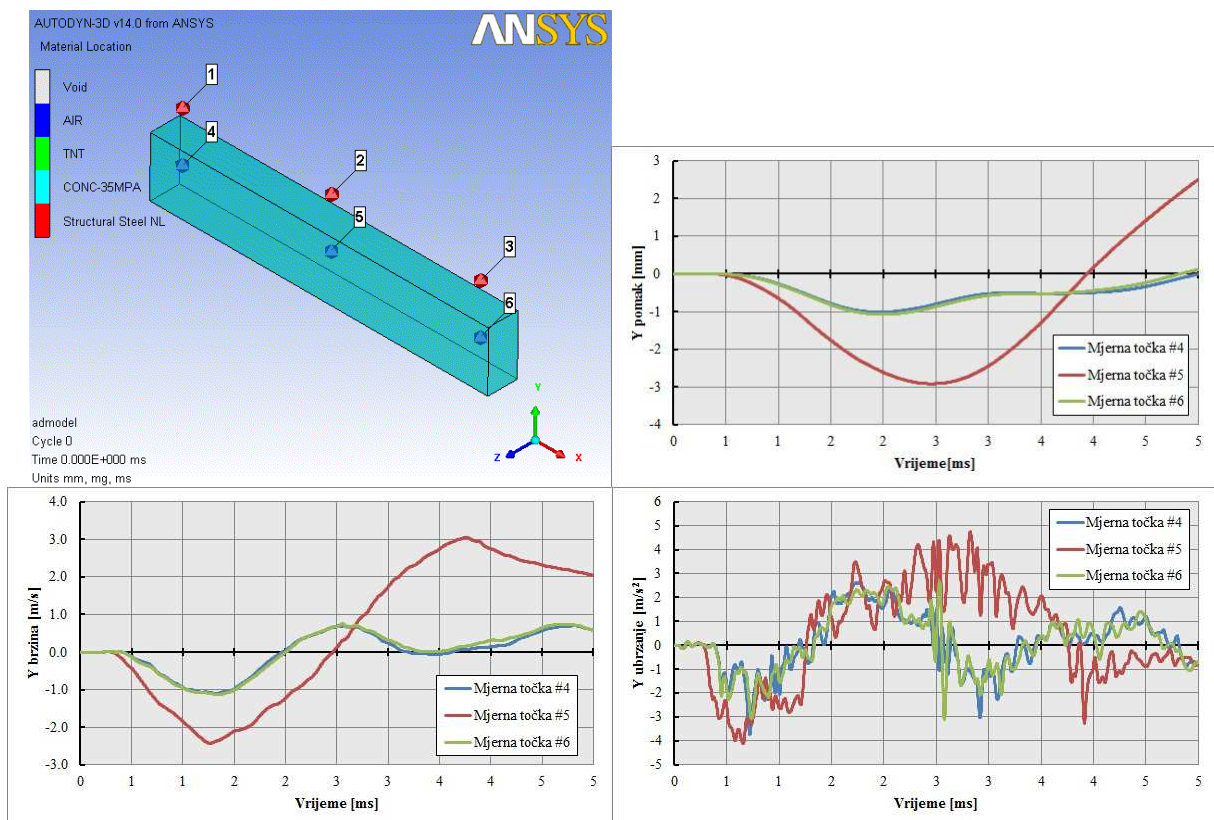 AUTODYN-3D v14.0 from ANSYS
ANSYS
Material Location
Void
AIR
TNT
CONC-35MPA
Structural Steel NL
1
4
2
5
3
6
Y
Z
X
admodel
Cycle 0
Time 0.000E+000 ms
Units mm, mg, ms
3
2
1
0
-1
-2
-3
-4
Y pomak [mm]
Mjerna točka #4
Mjerna točka #5
Mjerna točka #6
0 1 1 2 2 3 3 4 4 5 5
Vrijeme[ms]
4.0
3.0
2.0
1.0
0.0
-1.0
-2.0
-3.0
Y brzina [m/s]
Mjerna točka #4
Mjerna točka #5
Mjerna točka #6
0 1 1 2 2 3 3 4 4 5 5
Vrijeme [ms]
6
5
4
3
2
1
0
-1
-2
-3
-4
-5
Y ubrzanje [m/s²]
Mjerna točka #4
Mjerna točka #5
Mjerna točka #6
0 1 1 2 2 3 3 4 4 5 5
Vrijeme [ms]